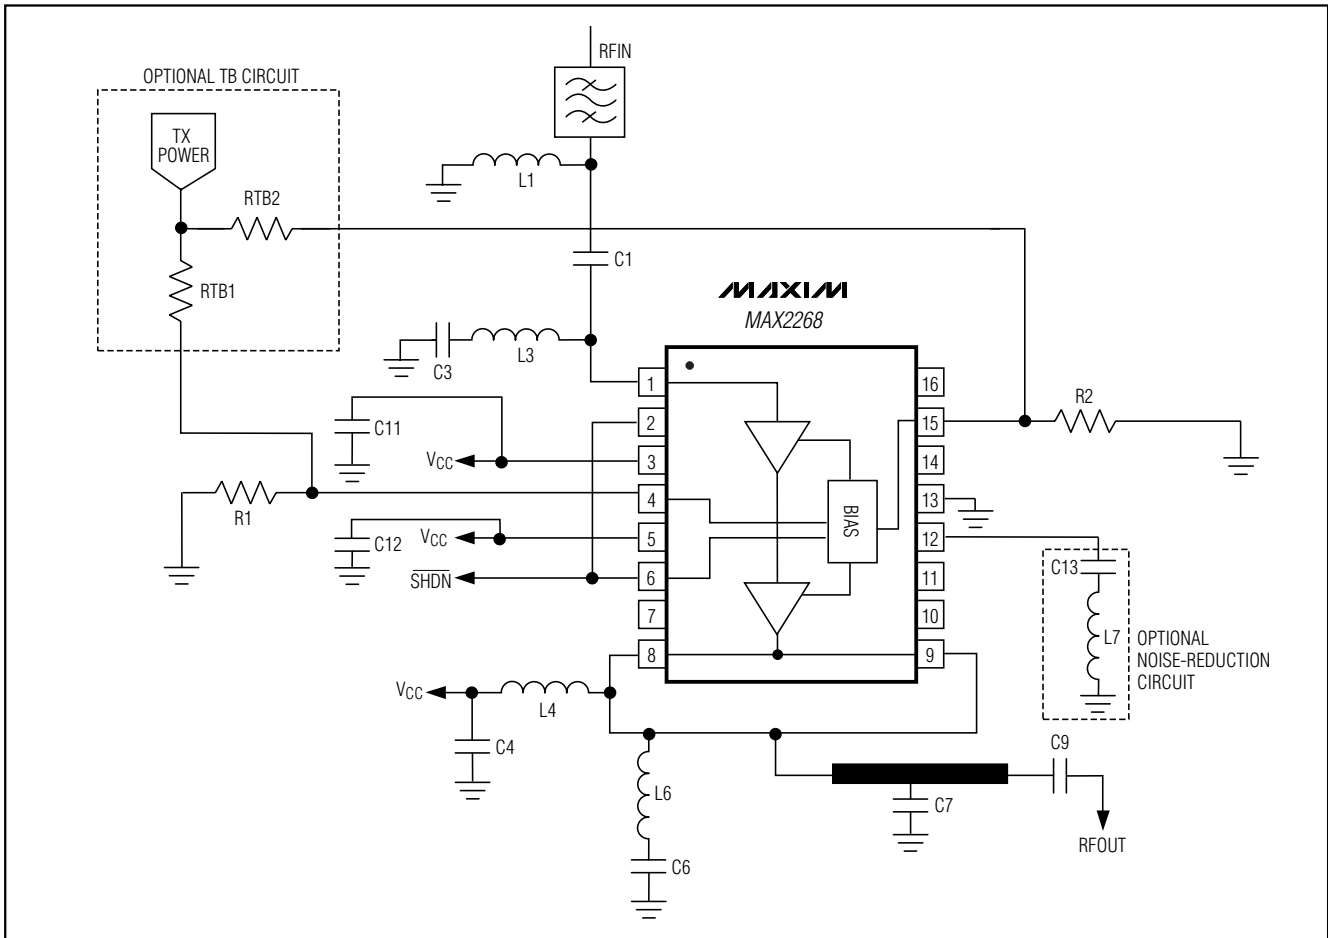 RFIN
OPTIONAL TB CIRCUIT
TX
POWER
L1
RTB2
C1
RTB1
MAXIM
MAX2268
L3
C3
1
16
R2
C11
2
15
VCC
3
14
4
13
R1
BIAS
C12
VCC
5
12
C13
SHDN
6
11
7
10
L7
OPTIONAL
NOISE-REDUCTION
CIRCUIT
8
9
VCC
L4
C4
C9
L6
C7
RFOUT
C6